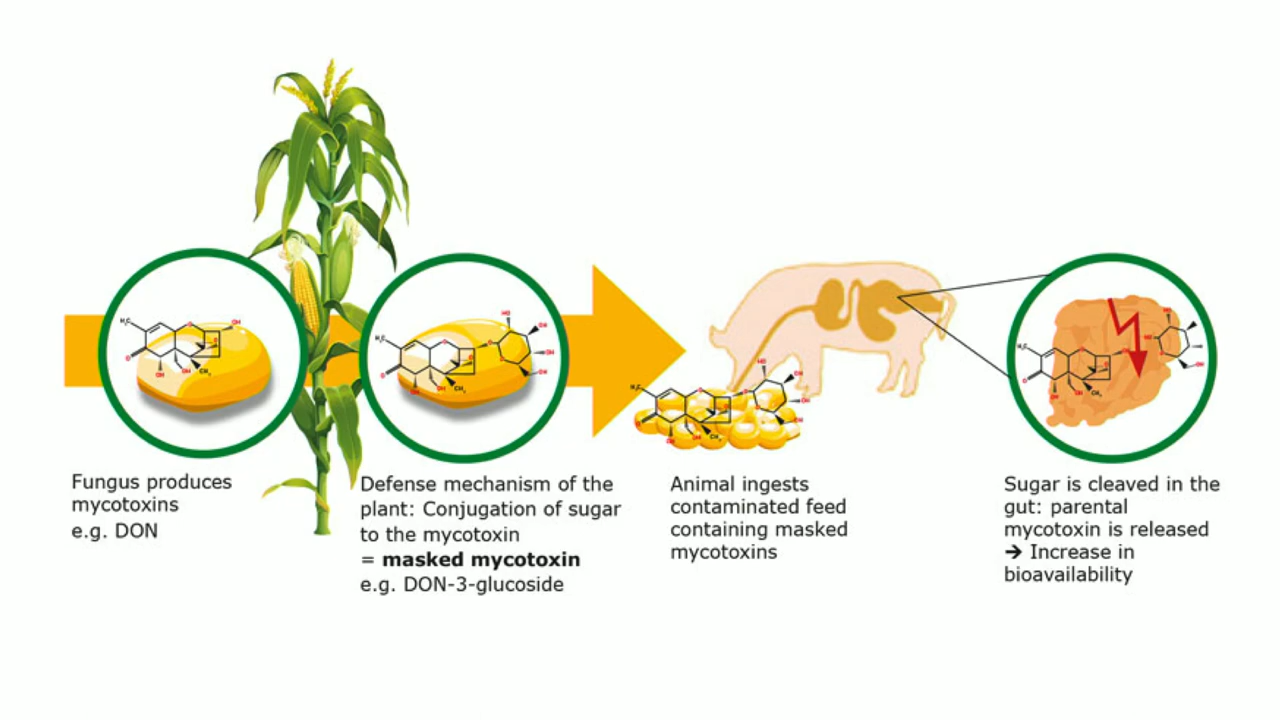 Fungus produces
mycotoxins
e.g. DON
Defense mechanism of the
plant: Conjugation of sugar
to the mycotoxin
= masked mycotoxin
e.g. DON-3-glucoside
Animal ingests
contaminated feed
containing masked
mycotoxins
Sugar is cleaved in the
gut: parental
mycotoxin is released
→ Increase in
bioavailability